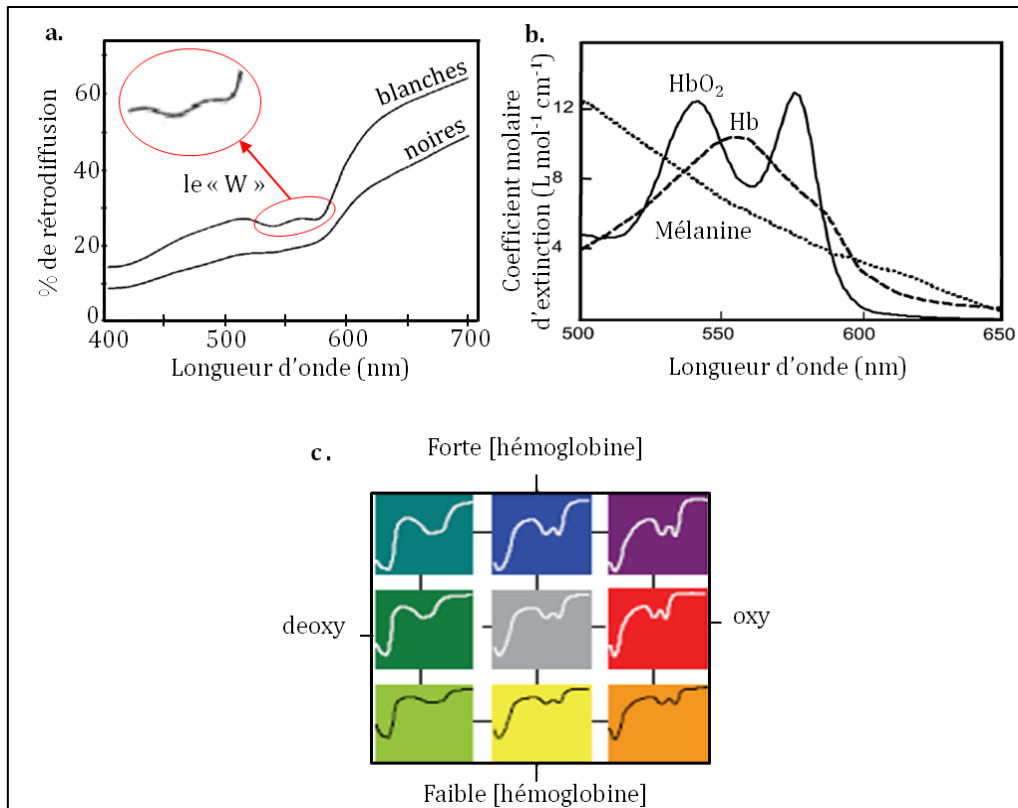 a.
% de rétrodiffusion
60
40
20
0
blanches
noires
le « W »
400
500
600
700
Longueur d'onde (nm)
b.
Coefficient molaire
d'extinction (L mol⁻¹ cm⁻¹)
12
8
4
HbO₂
Hb
Mélanine
500
550
600
650
Longueur d'onde (nm)
c.
Forte [hémoglobine]
deoxy
oxy
Faible [hémoglobine]